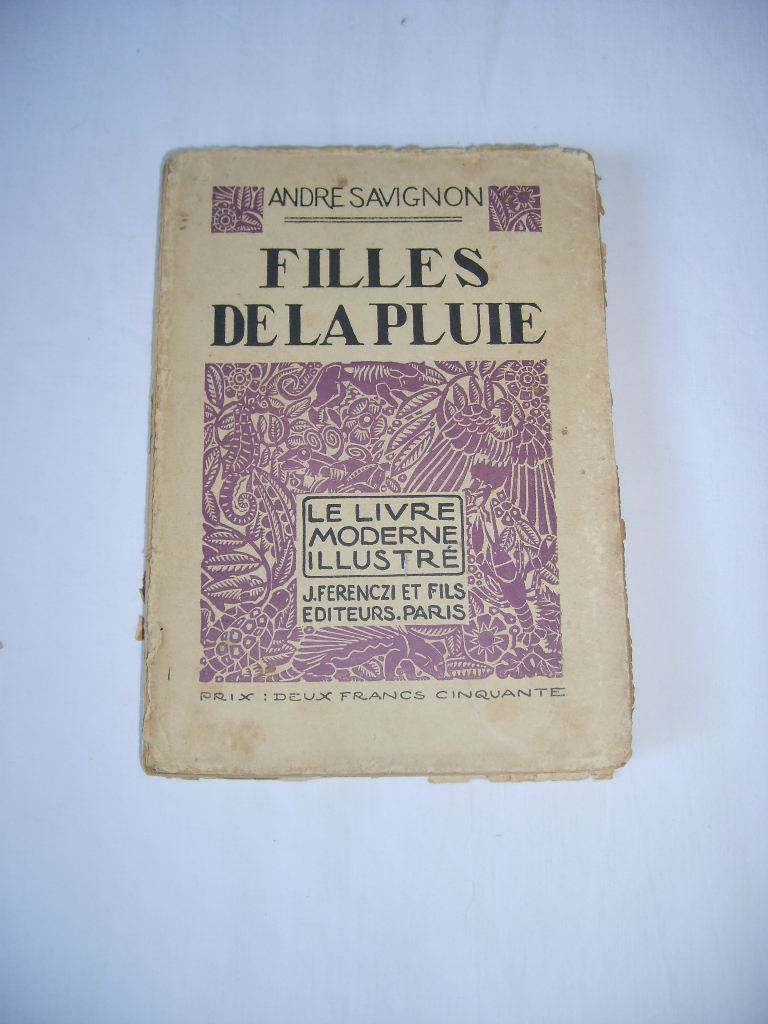 ANDRE SAVIGNON
FILLES
DE LA PLUIE
LE LIVRE
MODERNE
ILLUSTRÉ
J. FERENCZI ET FILS
EDITEURS. PARIS
PRIX : DEUX FRANCS CINQUANTE